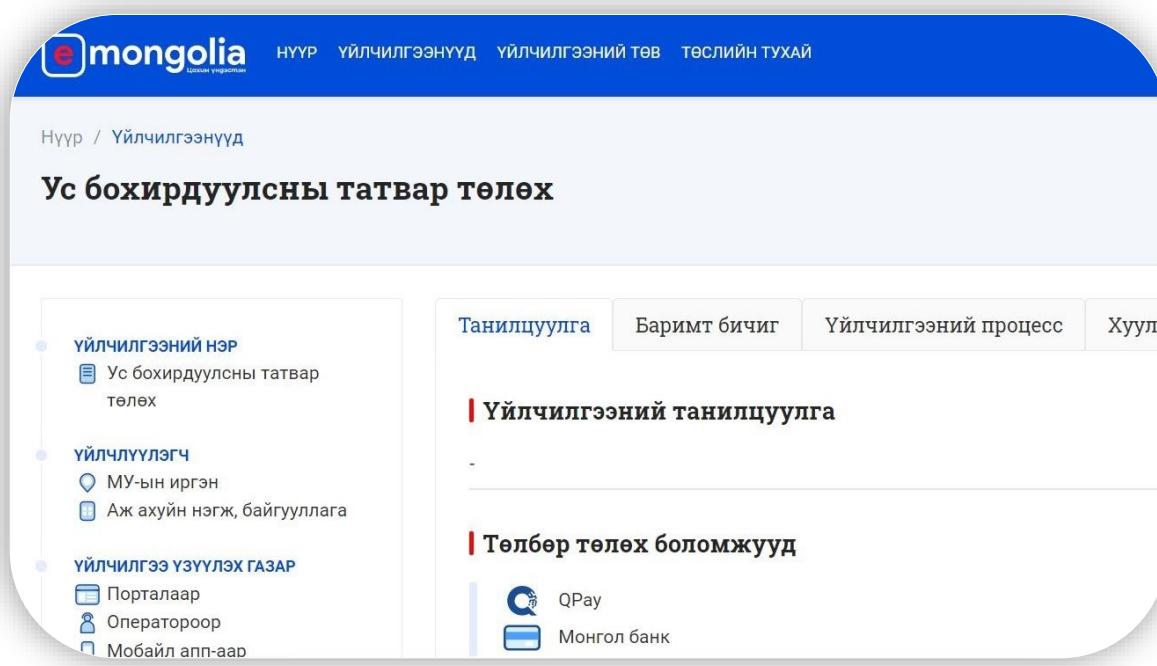 e mongolia
Цахим үндэстэн
НҮҮР ҮЙЛЧИЛГЭЭНҮҮД ҮЙЛЧИЛГЭЭНИЙ ТӨВ ТӨСЛИЙН ТУХАЙ
Нүүр / Үйлчилгээнүүд
Ус бохирдуулсны татвар төлөх
ҮЙЛЧИЛГЭЭНИЙ НЭР
Ус бохирдуулсны татвар
төлөх
ҮЙЛЧЛҮҮЛЭГЧ
МУ-ын иргэн
Аж ахуйн нэгж, байгууллага
ҮЙЛЧИЛГЭЭ ҮЗҮҮЛЭХ ГАЗАР
Порталаар
Оператороор
Мобайл апп-аар
Танилцуулга Баримт бичиг Үйлчилгээний процесс Хуул
Үйлчилгээний танилцуулга
-
Төлбөр төлөх боломжууд
QPay
Монгол банк